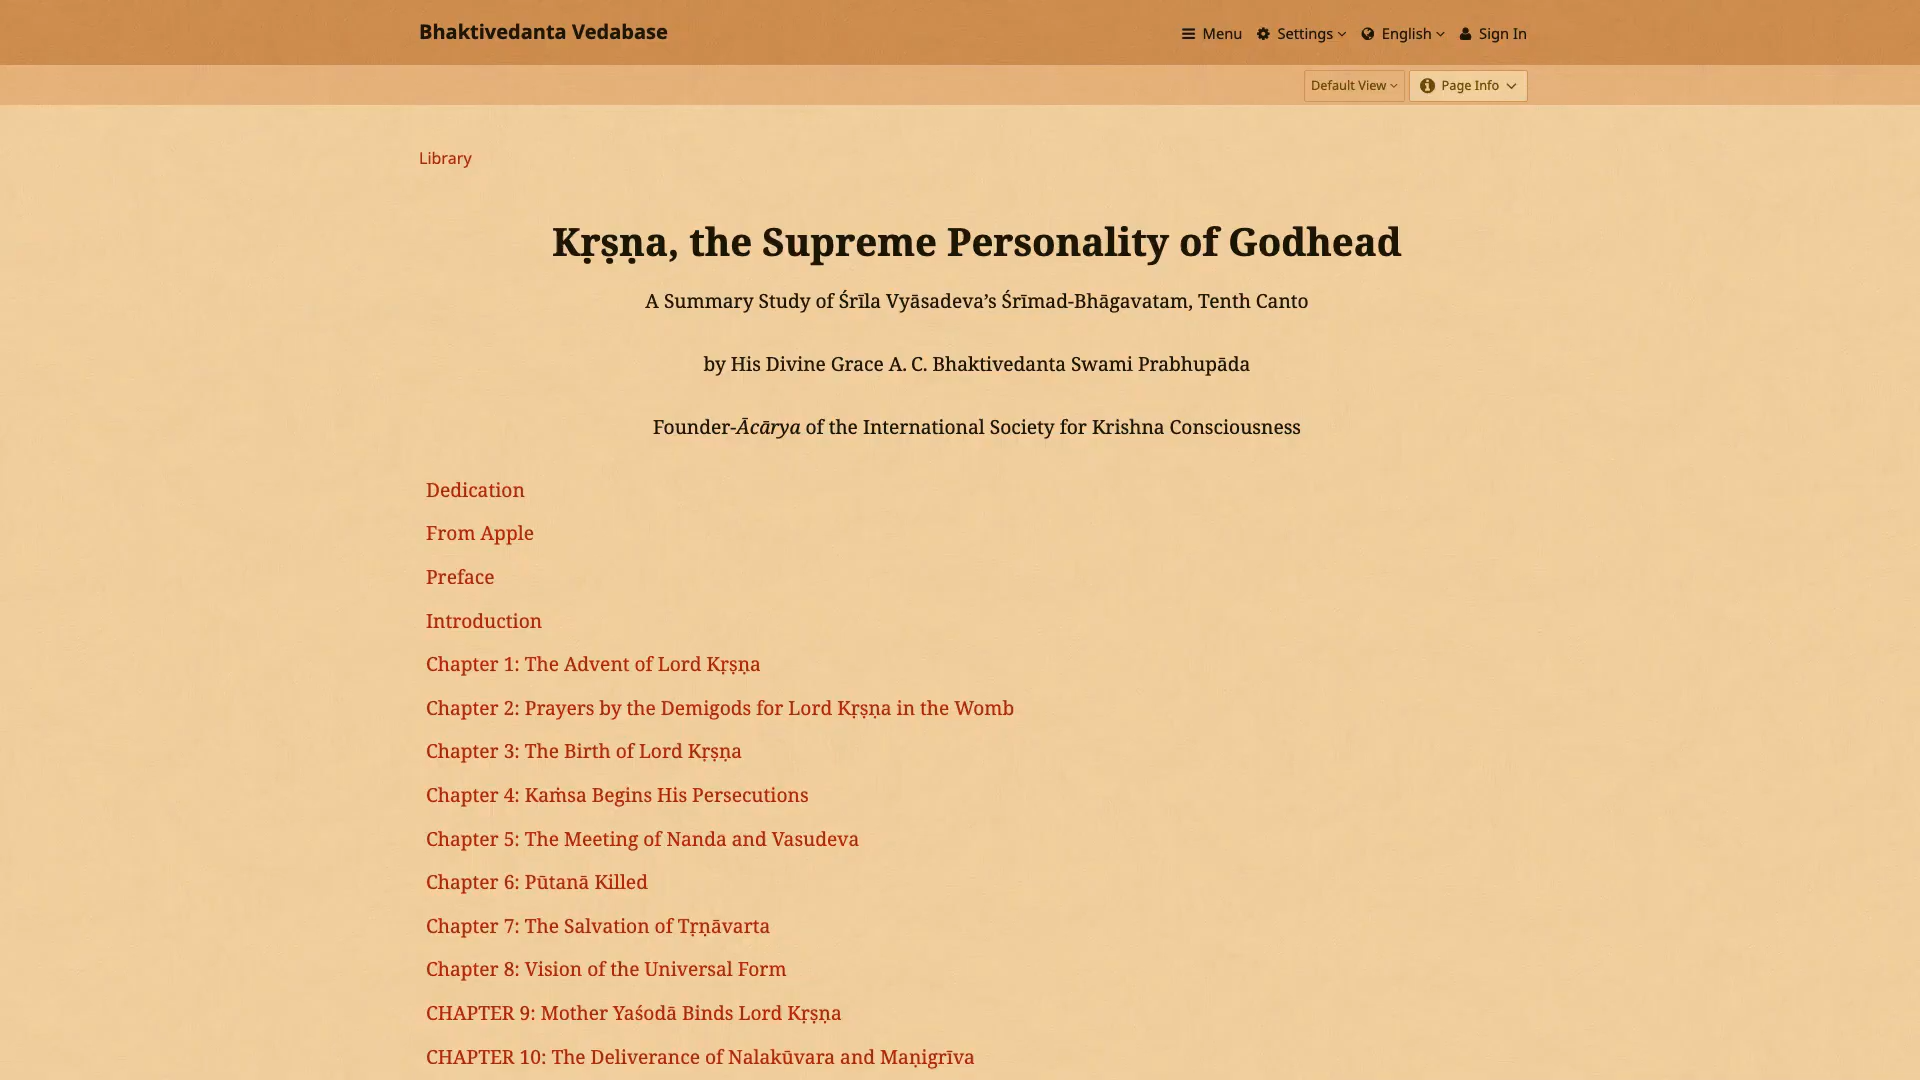 Bhaktivedanta Vedabase
Menu Settings English Sign In
Default View Page Info
Library
Kṛṣṇa, the Supreme Personality of Godhead
A Summary Study of Śrīla Vyāsadeva’s Śrīmad-Bhāgavatam, Tenth Canto
by His Divine Grace A. C. Bhaktivedanta Swami Prabhupāda
Founder-Ācārya of the International Society for Krishna Consciousness
Dedication
From Apple
Preface
Introduction
Chapter 1: The Advent of Lord Kṛṣṇa
Chapter 2: Prayers by the Demigods for Lord Kṛṣṇa in the Womb
Chapter 3: The Birth of Lord Kṛṣṇa
Chapter 4: Kaṁsa Begins His Persecutions
Chapter 5: The Meeting of Nanda and Vasudeva
Chapter 6: Pūtanā Killed
Chapter 7: The Salvation of Tṛṇāvarta
Chapter 8: Vision of the Universal Form
CHAPTER 9: Mother Yaśodā Binds Lord Kṛṣṇa
CHAPTER 10: The Deliverance of Nalakūvara and Maṇigrīva